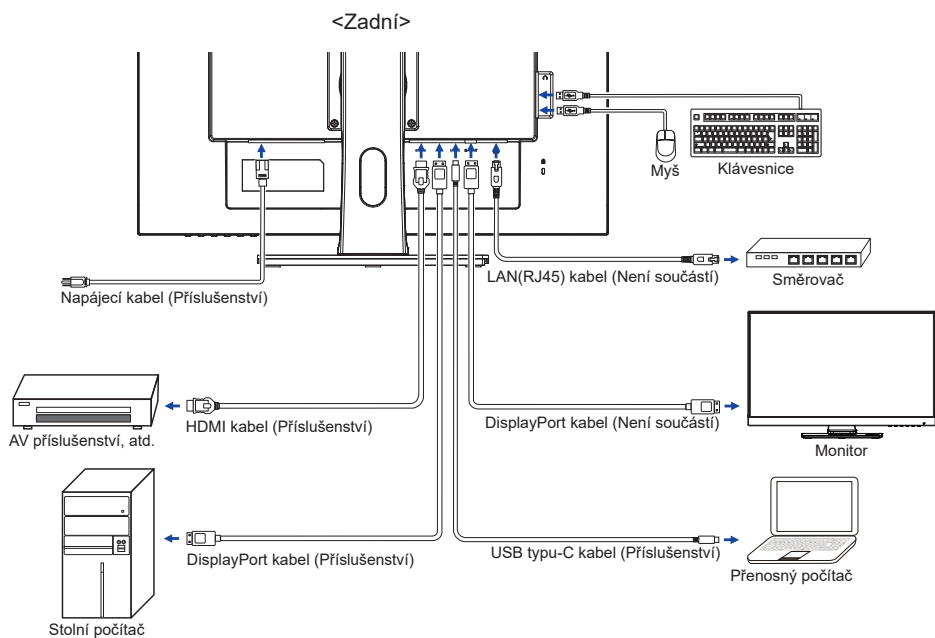 <Zadní>
Myš
Klávesnice
LAN(RJ45) kabel (Není součástí)
Směrovač
Napájecí kabel (Příslušenství)
HDMI kabel (Příslušenství)
DisplayPort kabel (Není součástí)
AV příslušenství, atd.
Monitor
DisplayPort kabel (Příslušenství)
USB typu-C kabel (Příslušenství)
Přenosný počítač
Stolní počítač